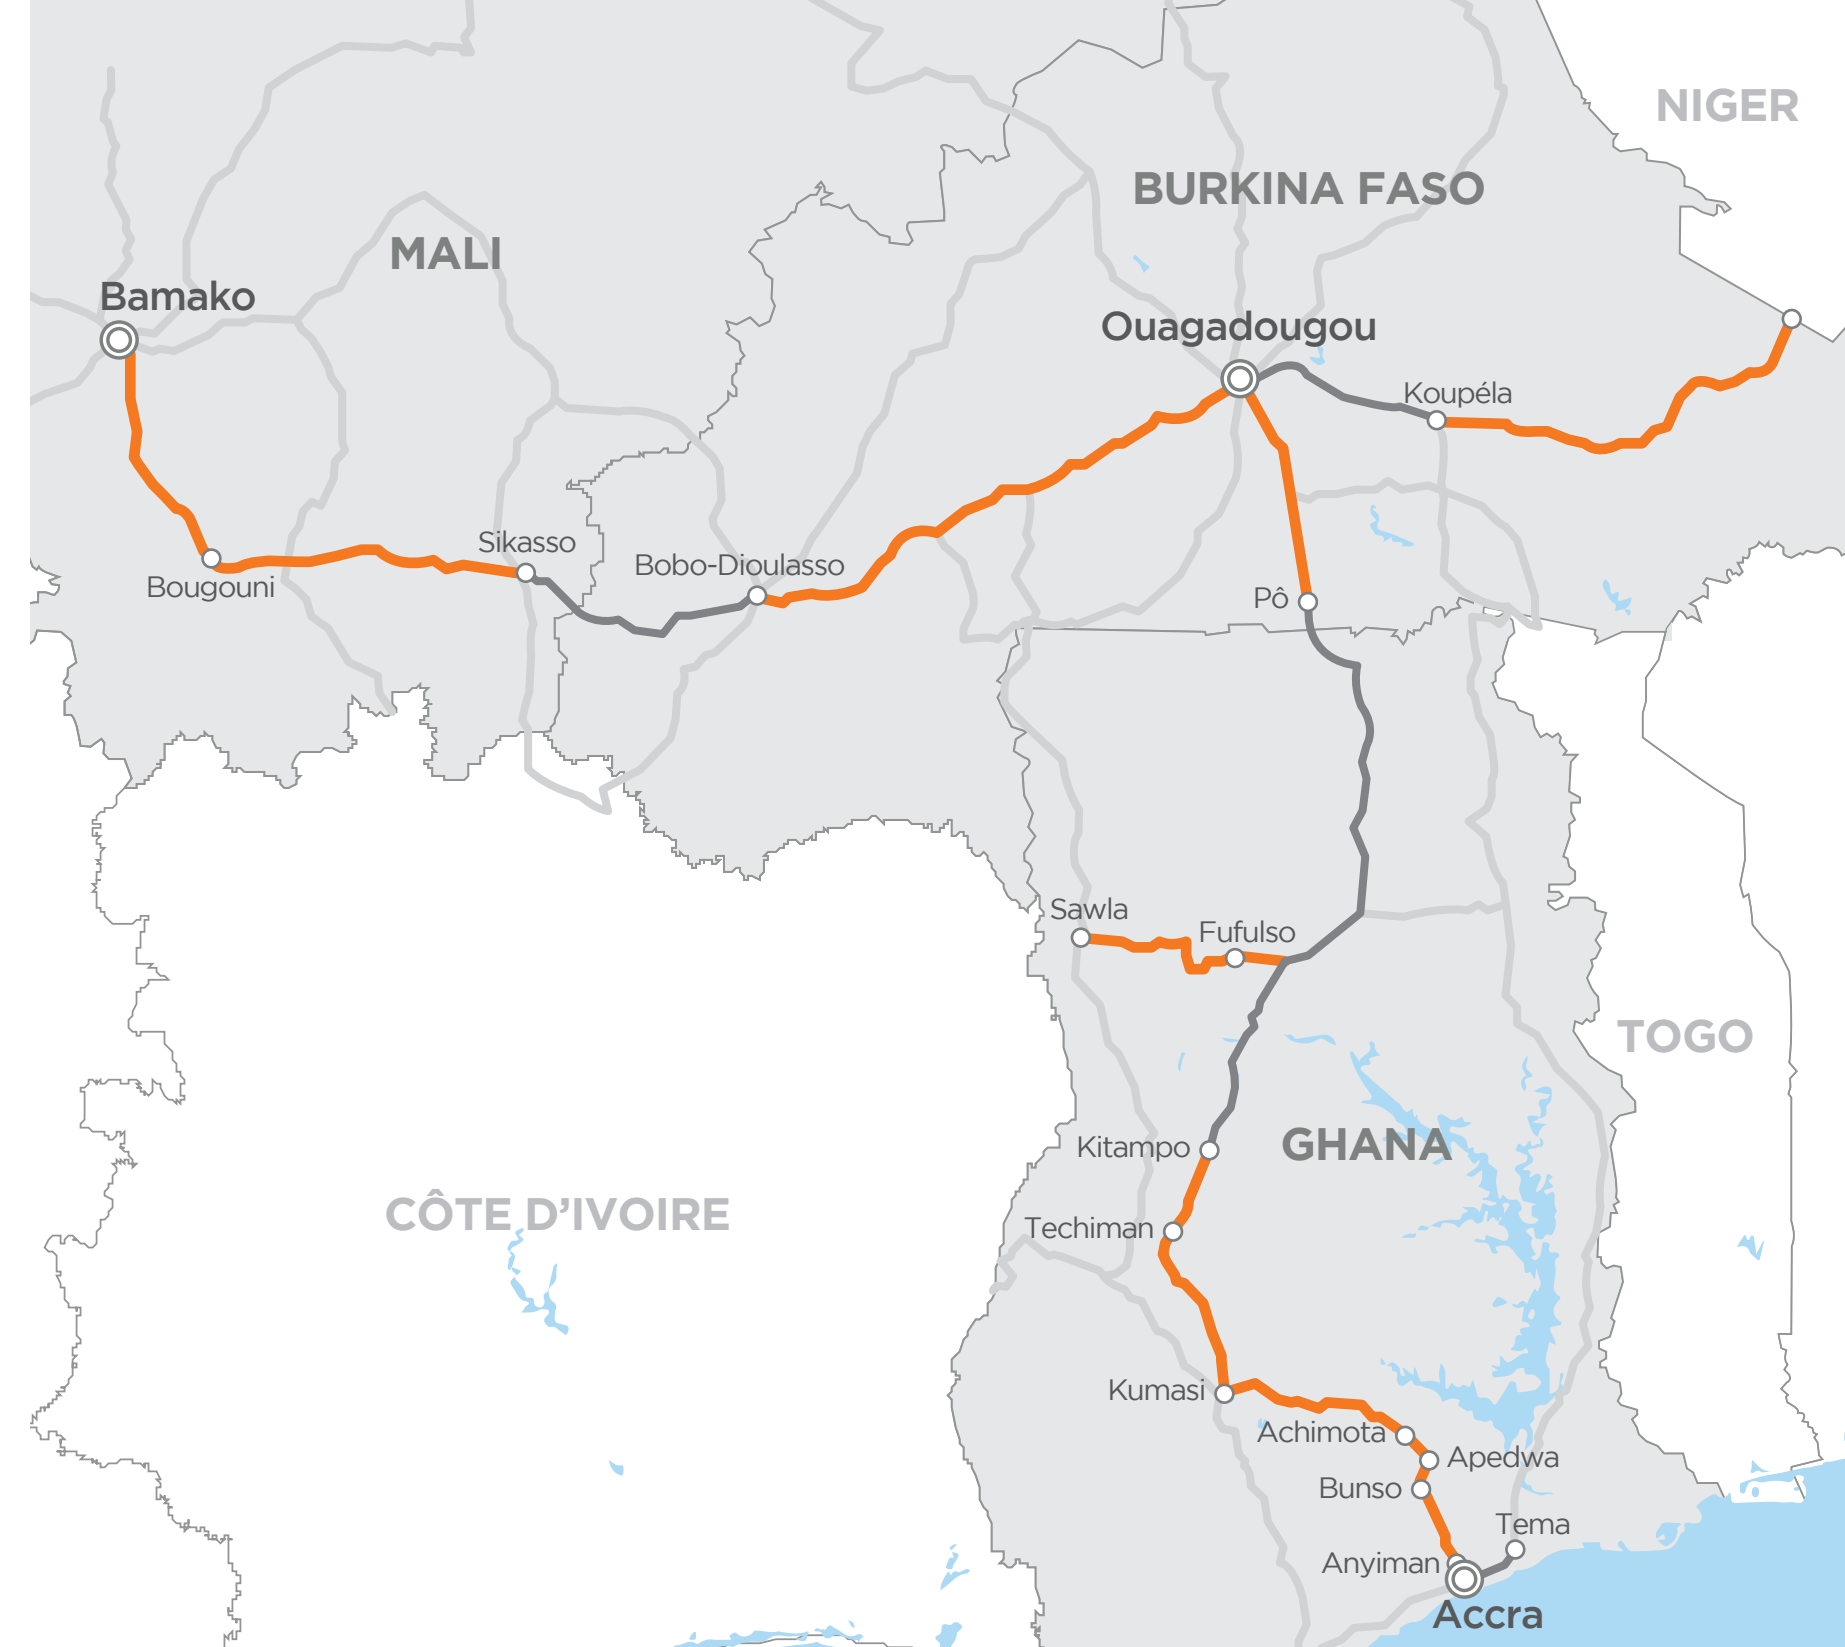 NIGER
BURKINA FASO
MALI
Bamako
Ouagadougou
Koupéla
Sikasso
Bobo-Dioulasso
Bougouni
Pô
Sawla
Fufulso
TOGO
Kitampo
GHANA
CÔTE D’IVOIRE
Techiman
Kumasi
Achimota
Apedwa
Bunso
Tema
Anyiman
Accra